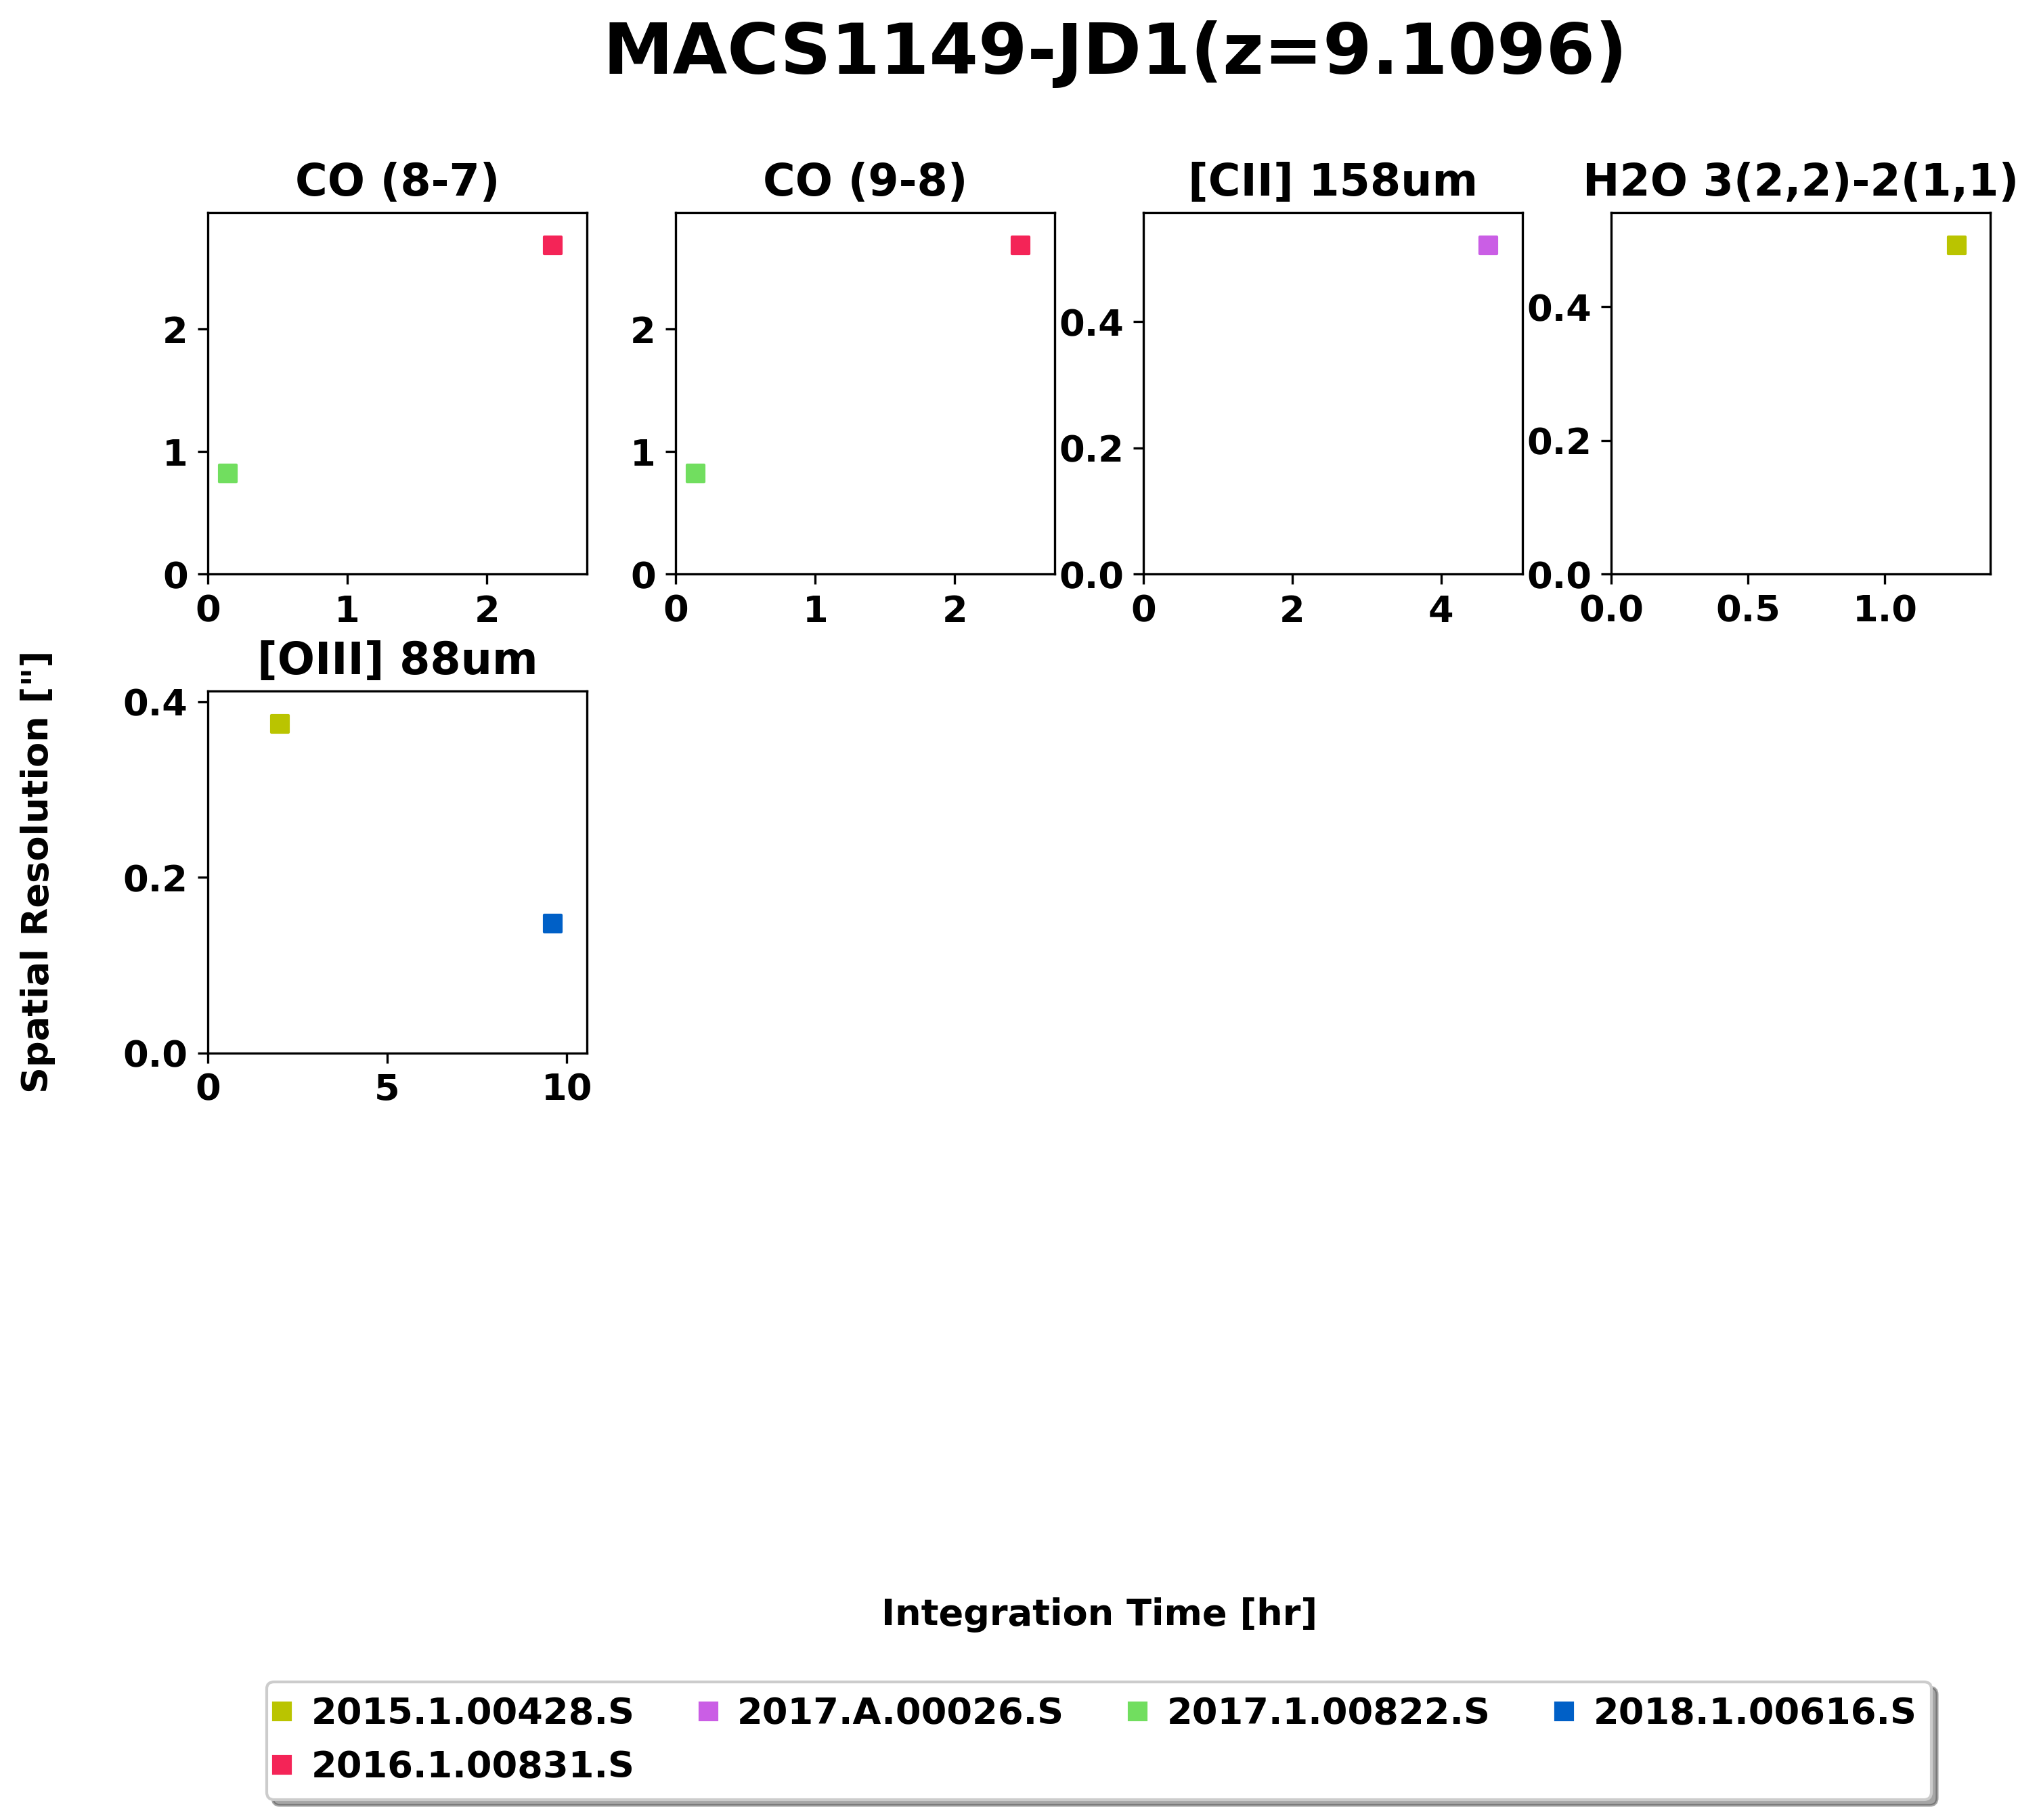 MACS1149-JD1(z=9.1096)
CO (8-7)
CO (9-8)
[CII] 158um
H2O 3(2,2)-2(1,1)
2
1
0
0 1 2
2
1
0
0 1 2
0.4
0.2
0.0
0 2 4
0.4
0.2
0.0
0.0 0.5 1.0
[OIII] 88um
Spatial Resolution ["]
0.4
0.2
0.0
0 5 10
Integration Time [hr]
2015.1.00428.S 2017.A.00026.S 2017.1.00822.S 2018.1.00616.S
2016.1.00831.S